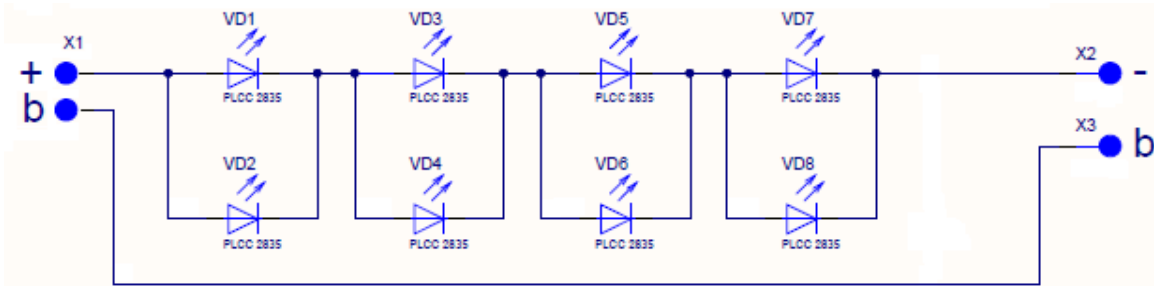 VD1 VD3 VD5 VD7
X1 X2
+ -
PLCC 2835 PLCC 2835 PLCC 2835 PLCC 2835
b
X3
b
VD2 VD4 VD6 VD8
PLCC 2835 PLCC 2835 PLCC 2835 PLCC 2835